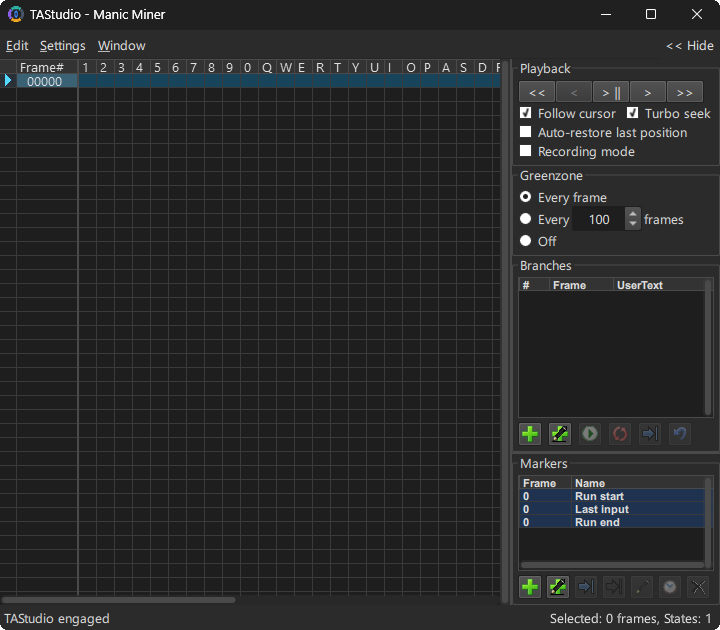 TAStudio - Manic Miner
Edit Settings Window << Hide
Frame# 1 2 3 4 5 6 7 8 9 0 Q W E R T Y U I O P A S D F
00000
Playback
<< < > || > >>
Follow cursor Turbo seek
Auto-restore last position
Recording mode
Greenzone
Every frame
Every 100 frames
Off
Branches
# Frame UserText
Markers
Frame Name
0 Run start
0 Last input
0 Run end
TAStudio engaged Selected: 0 frames, States: 1